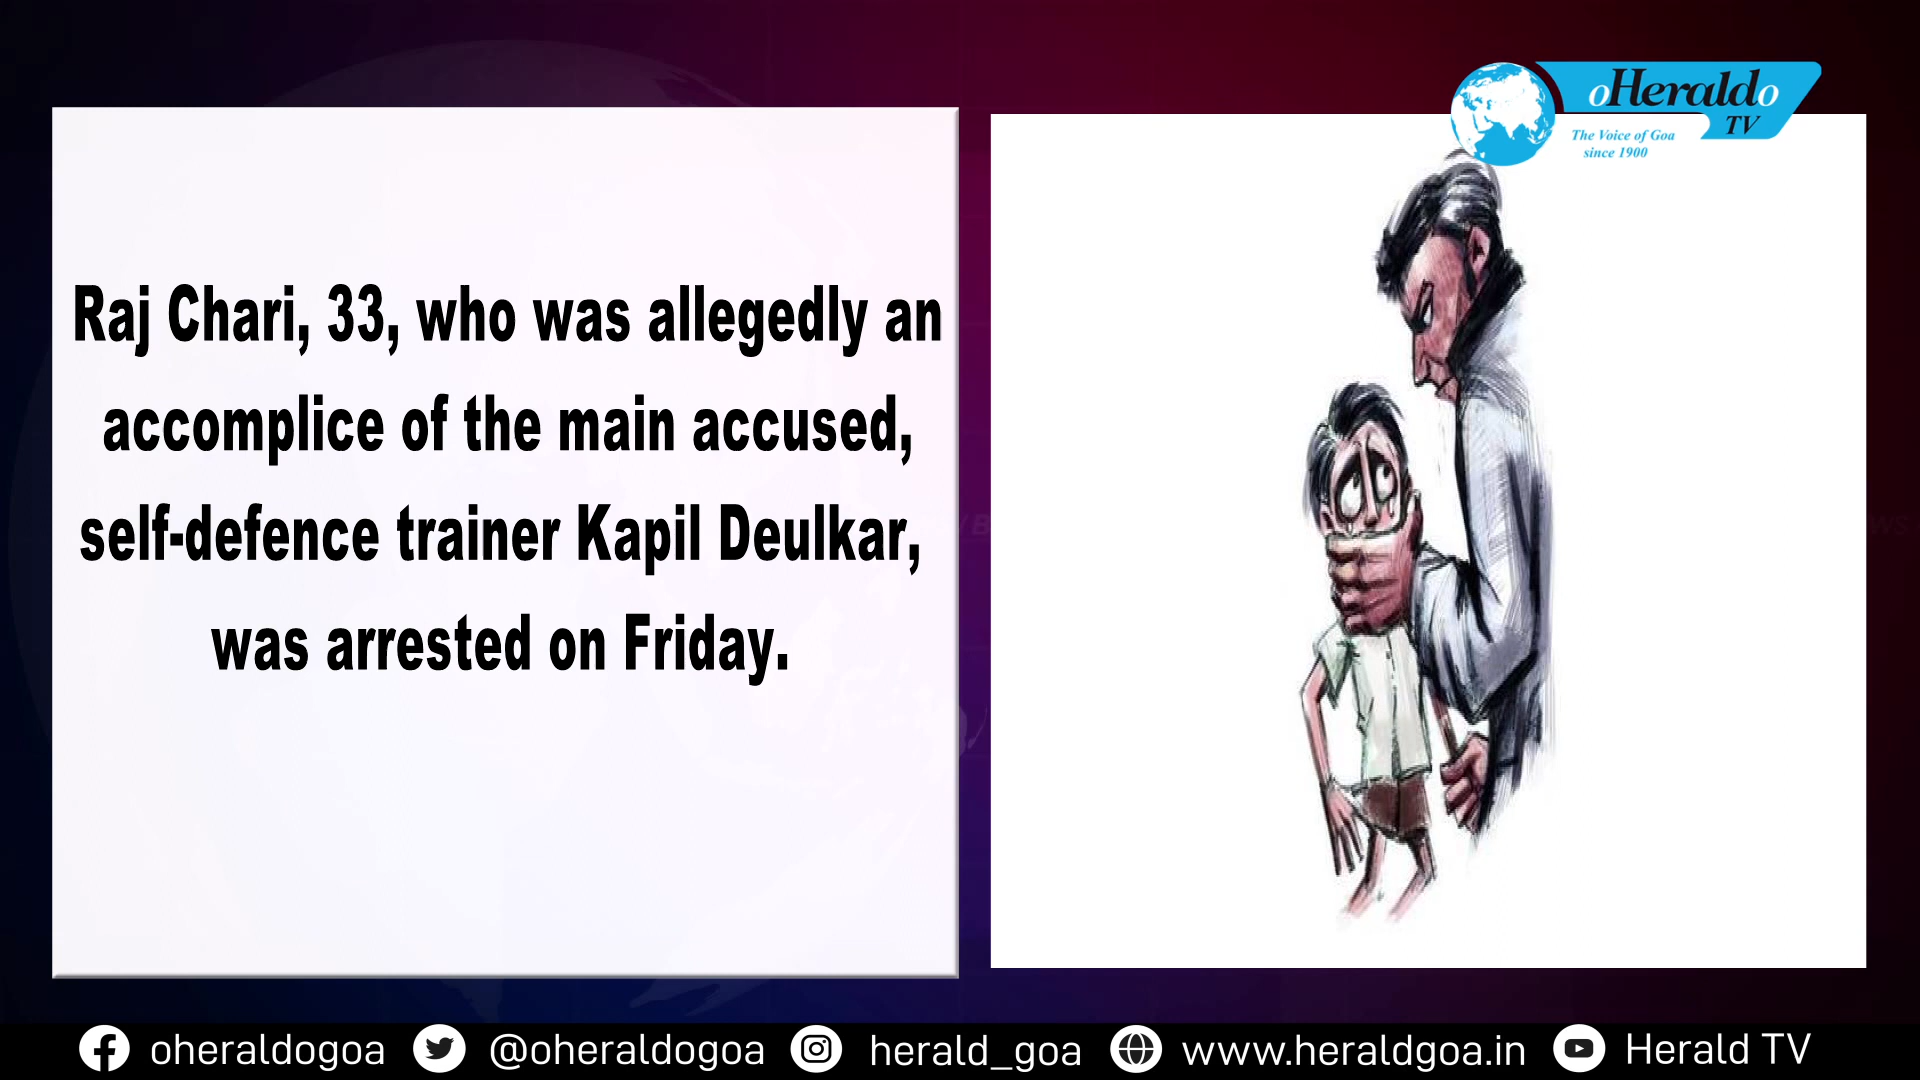 oHeraldo
TV
The Voice of Goa
since 1900
Raj Chari, 33, who was allegedly an
accomplice of the main accused,
self-defence trainer Kapil Deulkar,
was arrested on Friday.
oheraldogoa
@oheraldogoa
herald_goa
www.heraldgoa.in
Herald TV